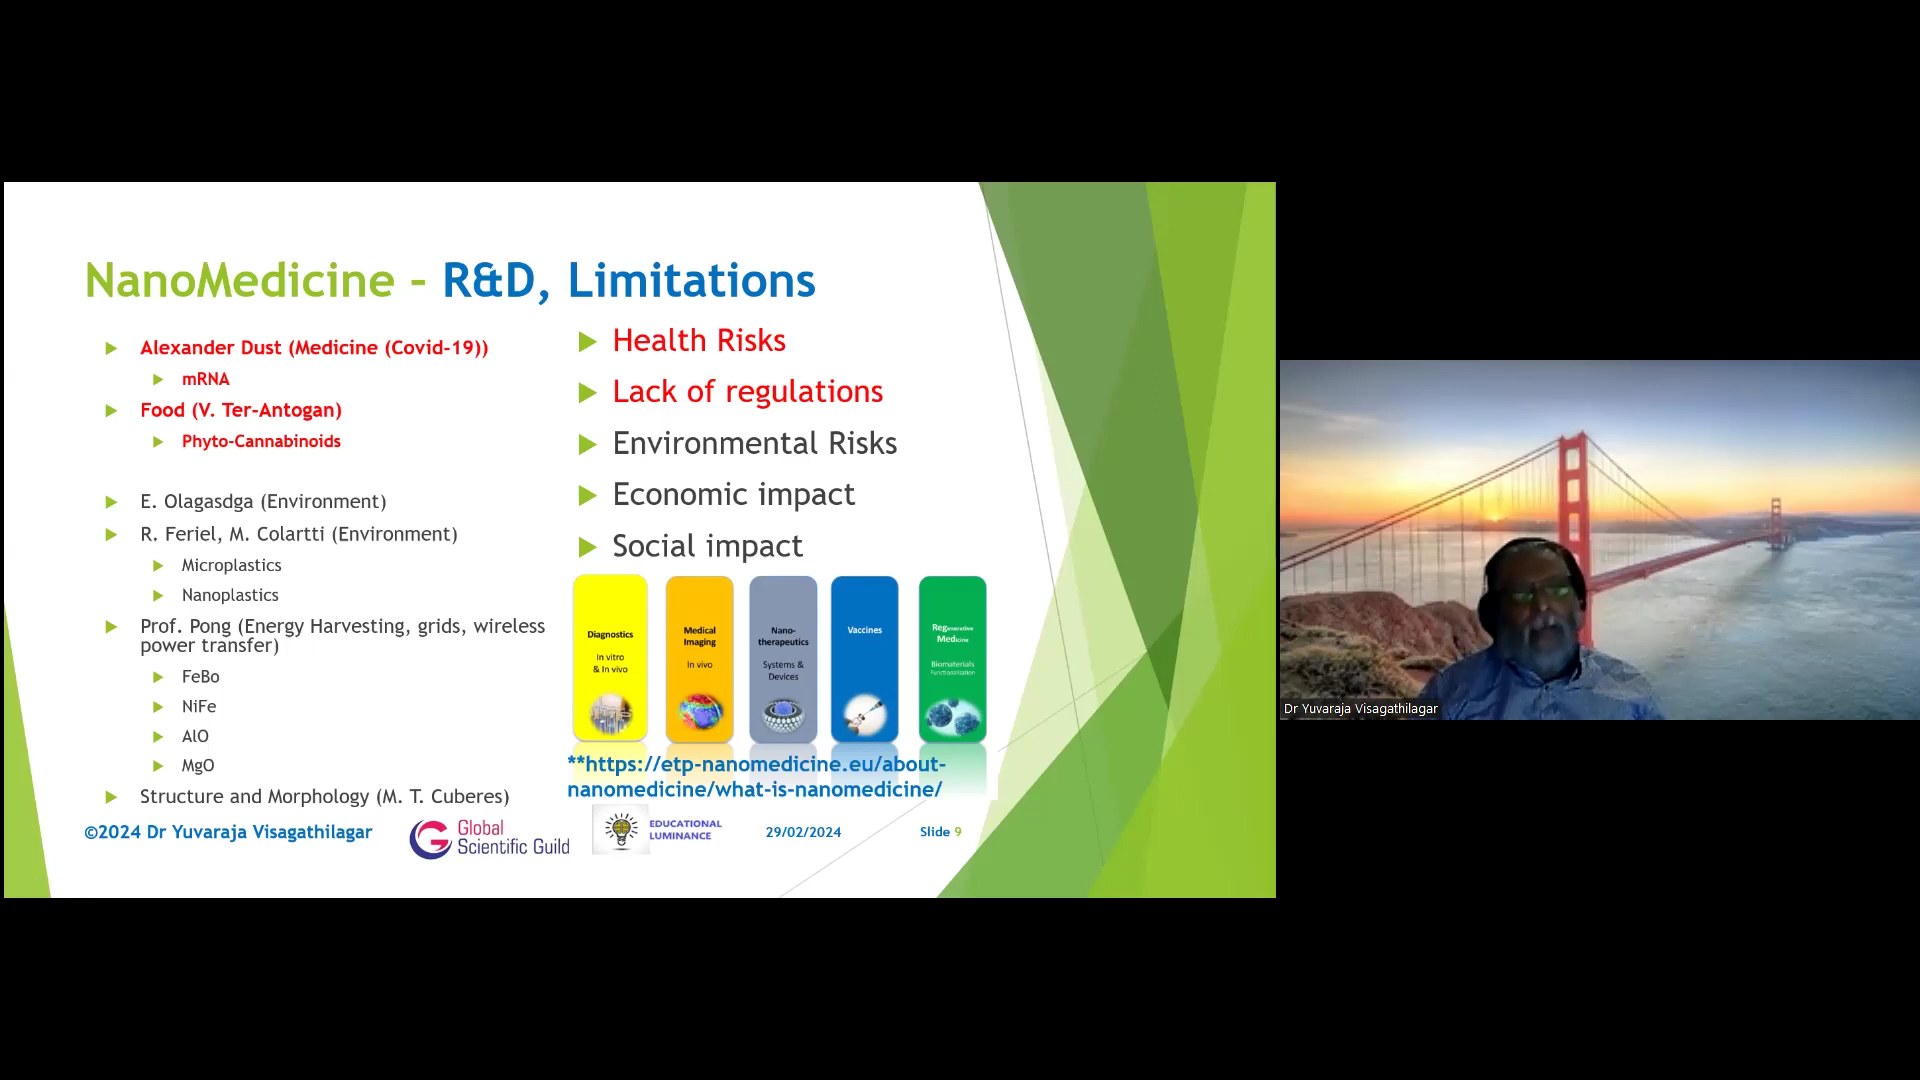 NanoMedicine – R&D, Limitations
Alexander Dust (Medicine (Covid-19))
mRNA
Food (V. Ter-Antogan)
Phyto-Cannabinoids
E. Olagasdga (Environment)
R. Feriel, M. Colartti (Environment)
Microplastics
Nanoplastics
Prof. Pong (Energy Harvesting, grids, wireless
power transfer)
FeBo
NiFe
AlO
MgO
Structure and Morphology (M. T. Cuberes)
Health Risks
Lack of regulations
Environmental Risks
Economic impact
Social impact
Diagnostics
In vitro
& In vivo
Medical
Imaging
In vivo
Nano-
therapeutics
Systems &
Devices
Vaccines
Regenerative
Medicine
Biomaterials
Functionalization
**https://etp-nanomedicine.eu/about-
nanomedicine/what-is-nanomedicine/
©2024 Dr Yuvaraja Visagathilagar
Global
Scientific Guild
EDUCATIONAL
LUMINANCE
29/02/2024
Slide 9
Dr Yuvaraja Visagathilagar